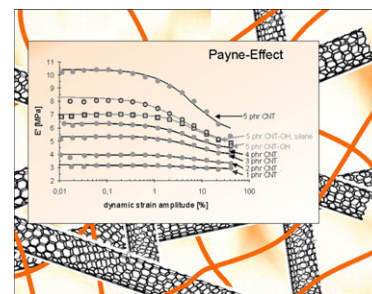 Payne-Effect
E' [MPa]
11
10
9
8
7
6
5
4
3
2
5 phr CNT
5 phr CNT-OH, silane
5 phr CNT-OH
4 phr CNT
3 phr CNT
2 phr CNT
1 phr CNT
0,01 0,1 1 10 100
dynamic strain amplitude [%]